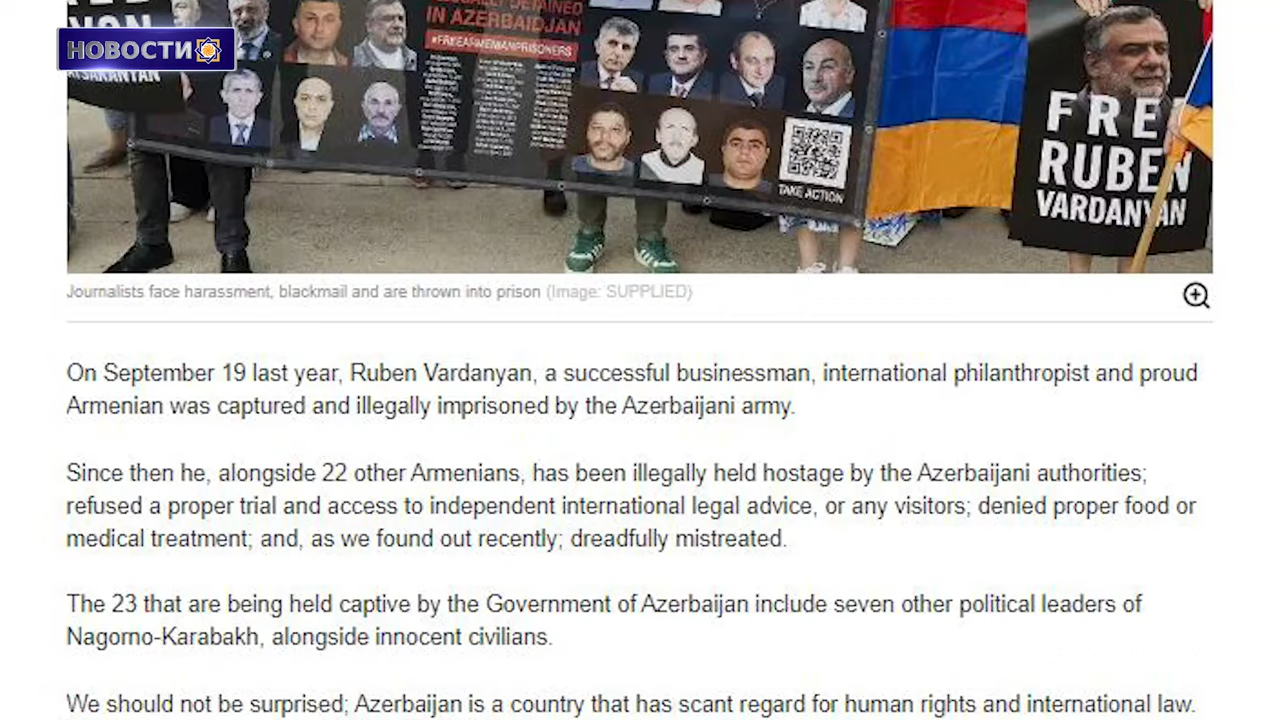 FREE
НОВОСТИ
ILLEGALLY DETAINED
IN AZERBAIDJAN
#FREEARMENIANPRISONERS
TAKE ACTION
FREE
RUBEN
VARDANYAN
Journalists face harassment, blackmail and are thrown into prison (Image: SUPPLIED)
On September 19 last year, Ruben Vardanyan, a successful businessman, international philanthropist and proud
Armenian was captured and illegally imprisoned by the Azerbaijani army.
Since then he, alongside 22 other Armenians, has been illegally held hostage by the Azerbaijani authorities;
refused a proper trial and access to independent international legal advice, or any visitors; denied proper food or
medical treatment; and, as we found out recently; dreadfully mistreated.
The 23 that are being held captive by the Government of Azerbaijan include seven other political leaders of
Nagorno-Karabakh, alongside innocent civilians.
We should not be surprised; Azerbaijan is a country that has scant regard for human rights and international law.